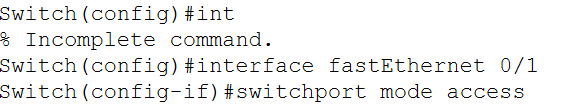 Switch(config)#int
% Incomplete command.
Switch(config)#interface fastEthernet 0/1
Switch(config-if)#switchport mode access